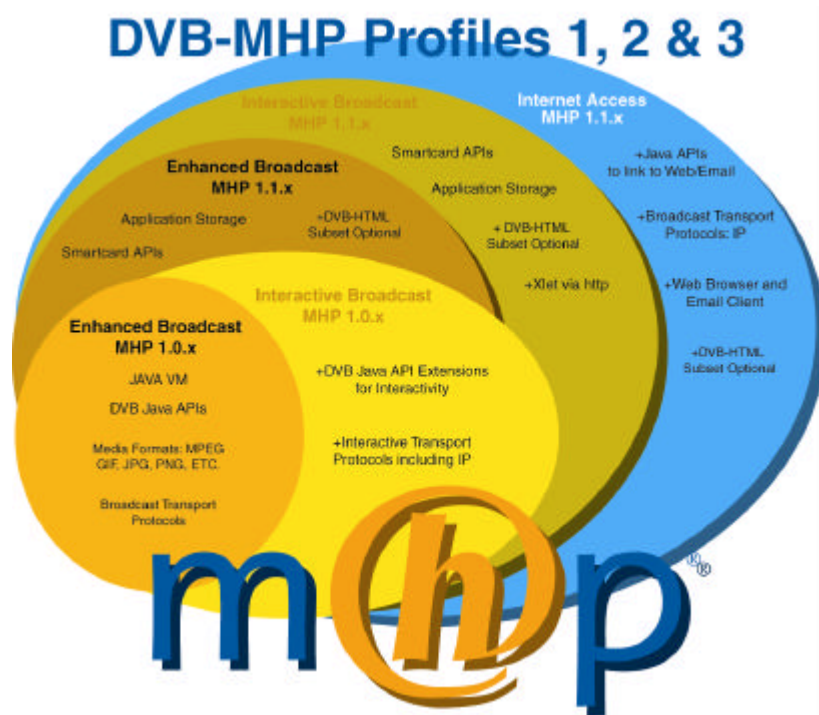 DVB-MHP Profiles 1, 2 & 3
Interactive Broadcast
MHP 1.1.x
Internet Access
MHP 1.1.x
Smartcard APIs
+Java APIs
to link to Web/Email
Enhanced Broadcast
MHP 1.1.x
Application Storage
Application Storage
+DVB-HTML
Subset Optional
+Broadcast Transport
Protocols: IP
+ DVB-HTML
Subset Optional
Smartcard APIs
+Xlet via http
+Web Browser and
Email Client
Interactive Broadcast
MHP 1.0.x
Enhanced Broadcast
MHP 1.0.x
+DVB-HTML
Subset Optional
JAVA VM
+DVB Java API Extensions
for Interactivity
DVB Java APIs
Media Formats: MPEG
GIF, JPG, PNG, ETC.
+Interactive Transport
Protocols including IP
Broadcast Transport
Protocols
m@hp®®